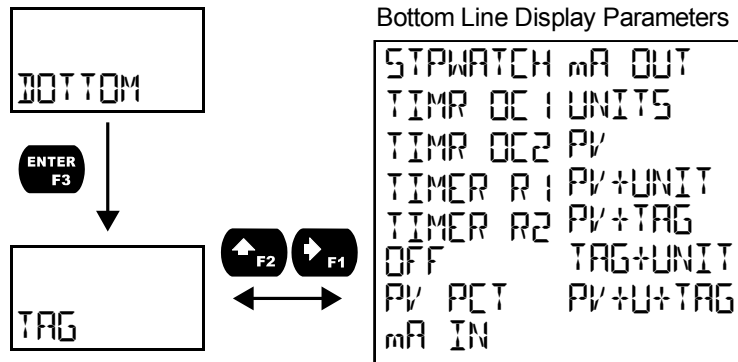 Bottom Line Display Parameters
BOTTOM
ENTER
F3
TAG
F2
F1
STPWATCH mA OUT
TIMR OC1 UNITS
TIMR OC2 PV
TIMER R1 PV+UNIT
TIMER R2 PV+TAG
OFF TAG+UNIT
PV PCT PV+U+TAG
mA IN